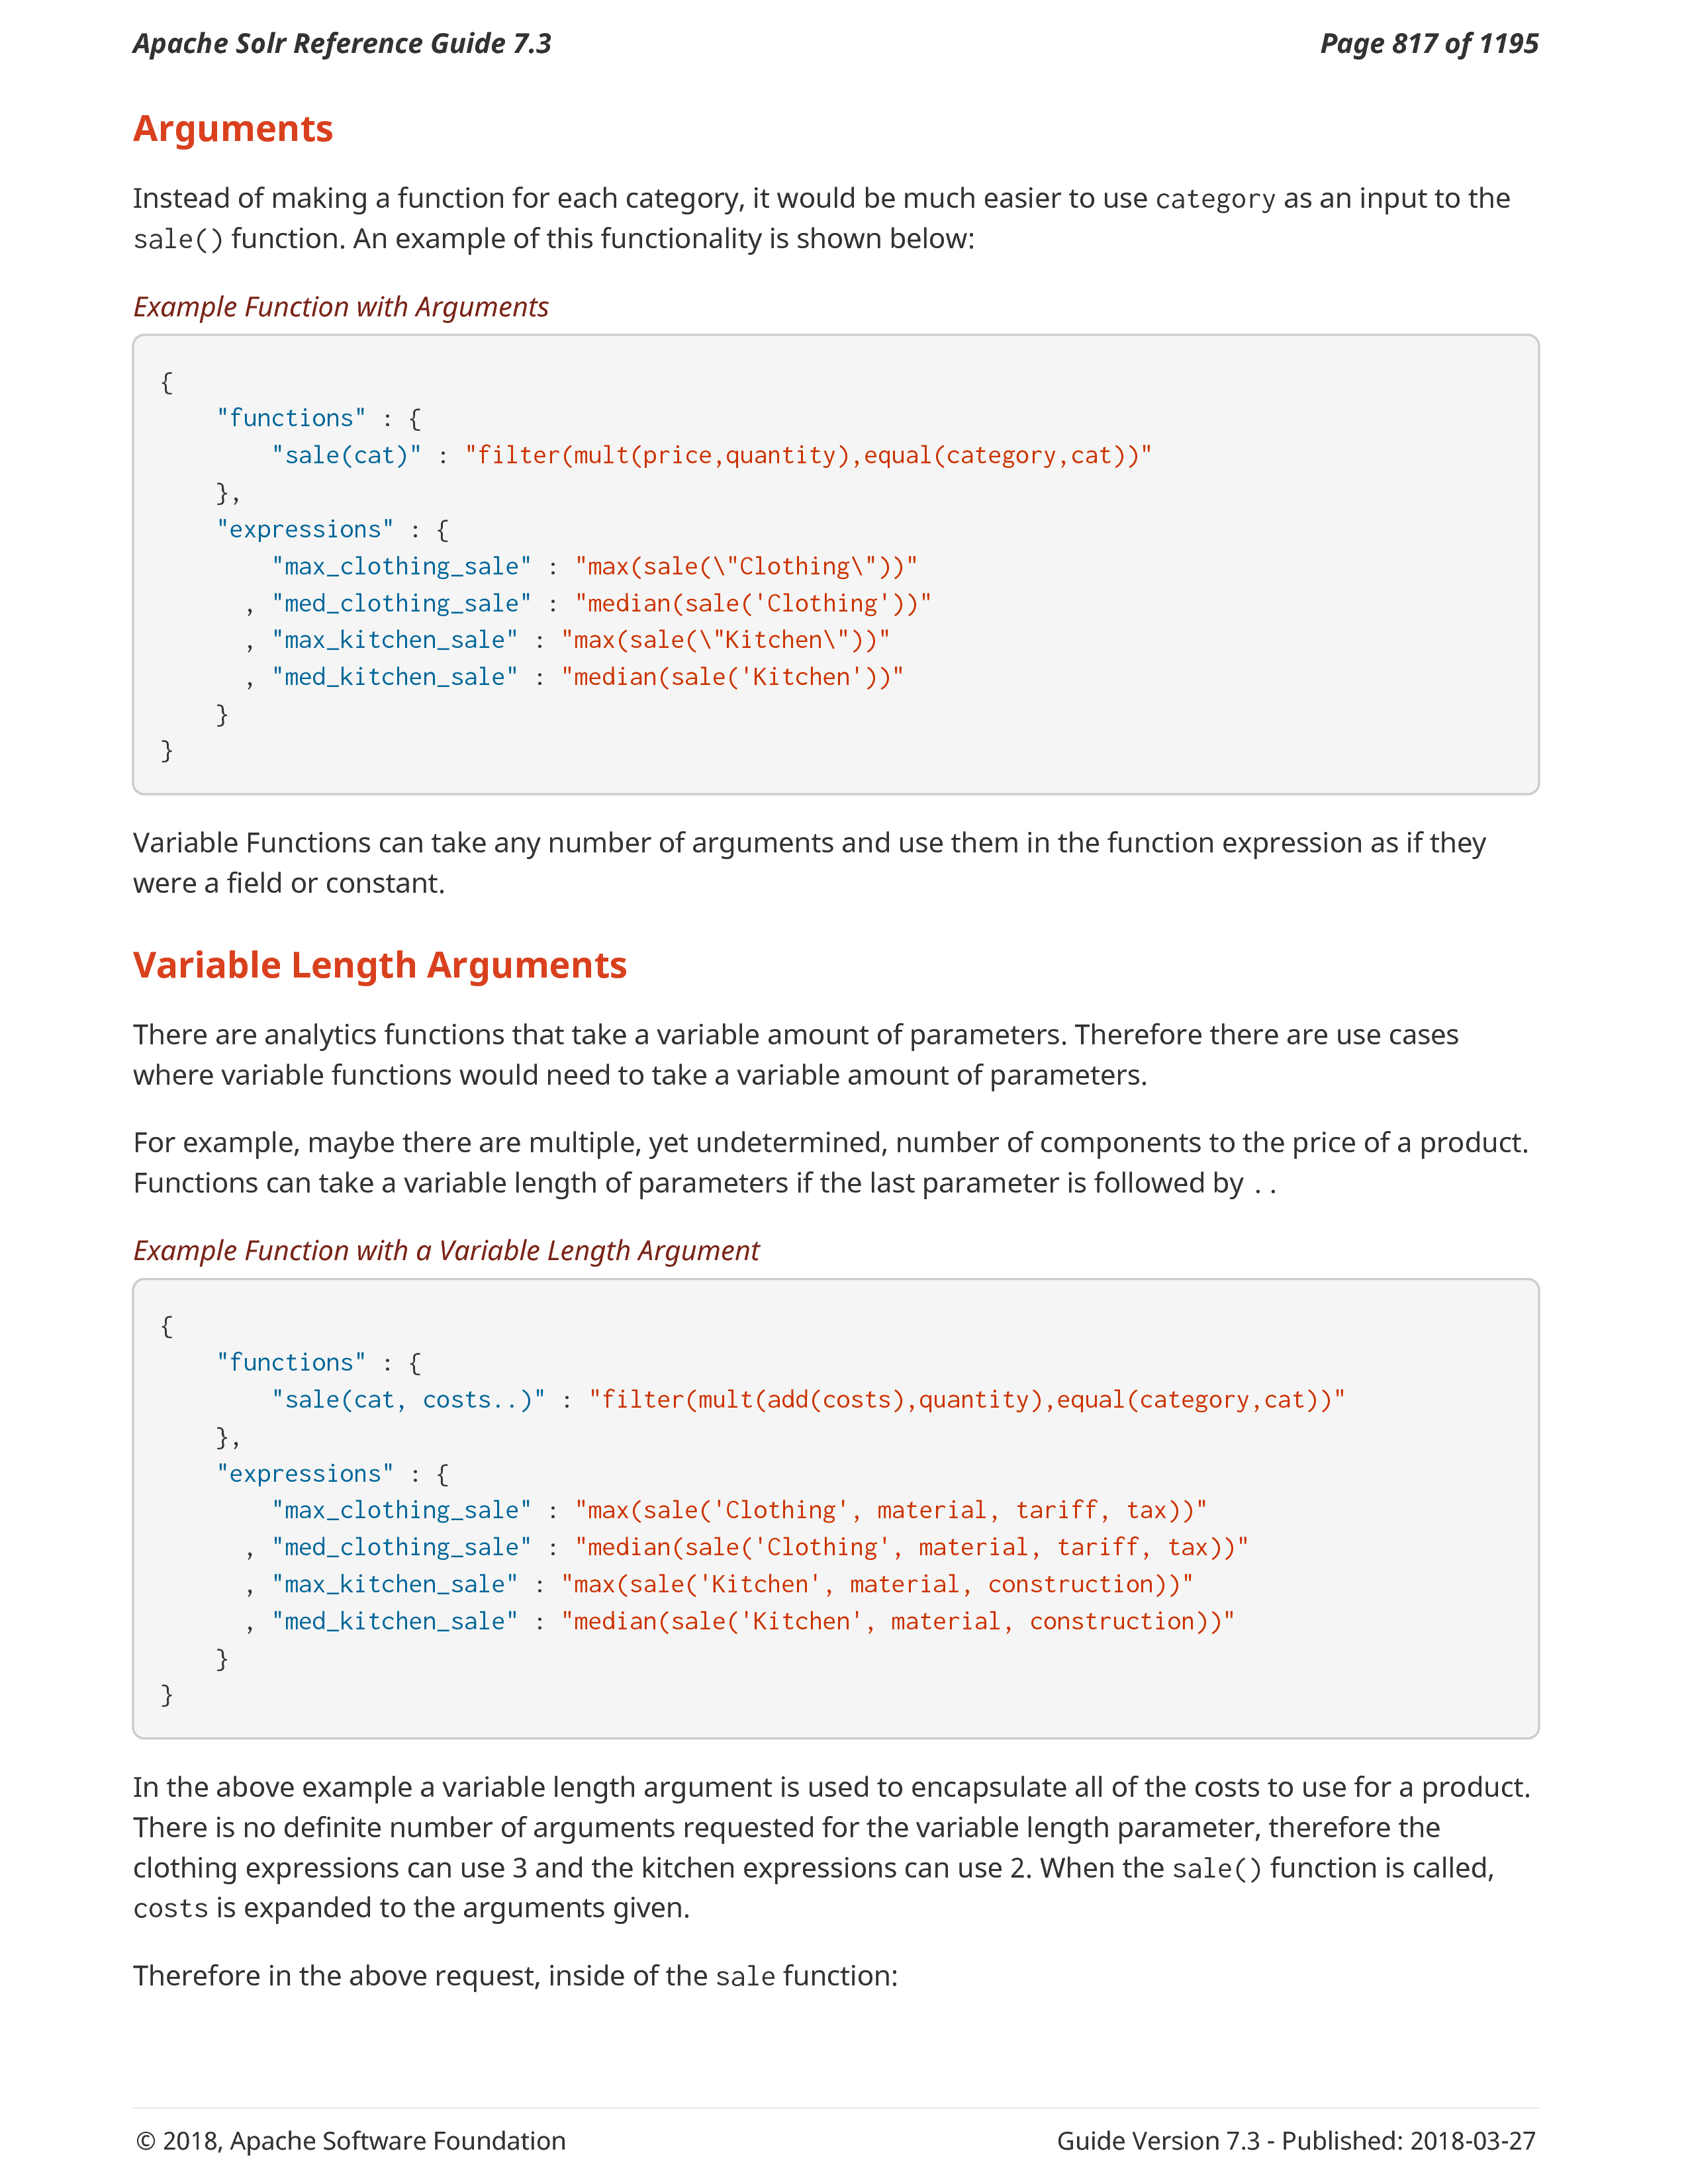 Apache Solr Reference Guide 7.3
Page 817 of 1195
Arguments
Instead of making a function for each category, it would be much easier to use category as an input to the
sale() function. An example of this functionality is shown below:
Example Function with Arguments
{
    "functions" : {
        "sale(cat)" : "filter(mult(price,quantity),equal(category,cat))"
    },
    "expressions" : {
        "max_clothing_sale" : "max(sale(\"Clothing\"))"
      , "med_clothing_sale" : "median(sale('Clothing'))"
      , "max_kitchen_sale" : "max(sale(\"Kitchen\"))"
      , "med_kitchen_sale" : "median(sale('Kitchen'))"
    }
}
Variable Functions can take any number of arguments and use them in the function expression as if they
were a field or constant.
Variable Length Arguments
There are analytics functions that take a variable amount of parameters. Therefore there are use cases
where variable functions would need to take a variable amount of parameters.
For example, maybe there are multiple, yet undetermined, number of components to the price of a product.
Functions can take a variable length of parameters if the last parameter is followed by ..
Example Function with a Variable Length Argument
{
    "functions" : {
        "sale(cat, costs..)" : "filter(mult(add(costs),quantity),equal(category,cat))"
    },
    "expressions" : {
        "max_clothing_sale" : "max(sale('Clothing', material, tariff, tax))"
      , "med_clothing_sale" : "median(sale('Clothing', material, tariff, tax))"
      , "max_kitchen_sale" : "max(sale('Kitchen', material, construction))"
      , "med_kitchen_sale" : "median(sale('Kitchen', material, construction))"
    }
}
In the above example a variable length argument is used to encapsulate all of the costs to use for a product.
There is no definite number of arguments requested for the variable length parameter, therefore the
clothing expressions can use 3 and the kitchen expressions can use 2. When the sale() function is called,
costs is expanded to the arguments given.
Therefore in the above request, inside of the sale function:
© 2018, Apache Software Foundation
Guide Version 7.3 - Published: 2018-03-27